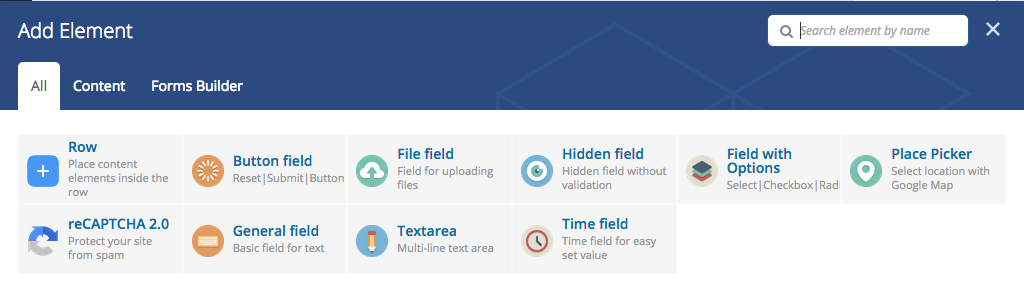 Add Element
Search element by name
All
Content
Forms Builder
Row
Place content
elements inside the
row
Button field
Reset|Submit|Button
File field
Field for uploading
files
Hidden field
Hidden field without
validation
Field with
Options
Select|Checkbox|Radi
Place Picker
Select location with
Google Map
reCAPTCHA 2.0
Protect your site
from spam
General field
Basic field for text
Textarea
Multi-line text area
Time field
Time field for easy
set value